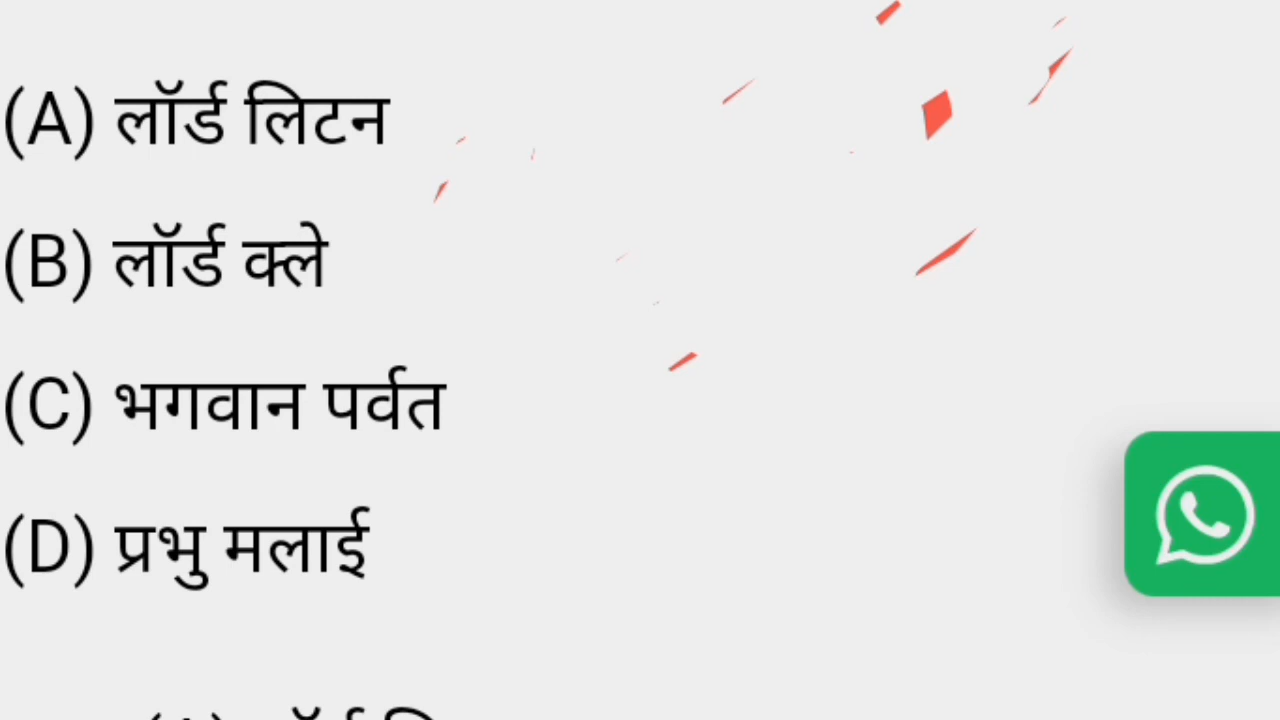 (A) लॉर्ड लिटन
(B) लॉर्ड क्ले
(C) भगवान पर्वत
(D) प्रभु मलाई